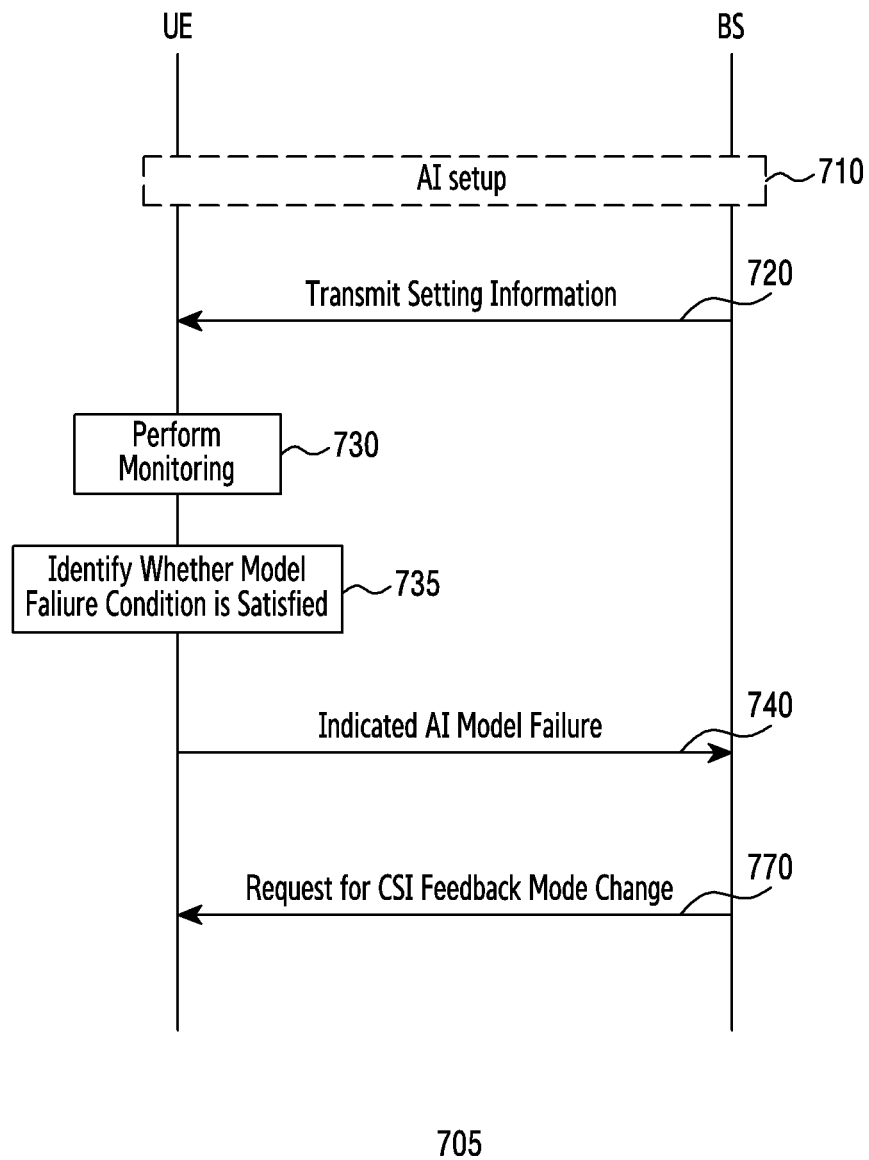 UE
BS
AI setup
710
Transmit Setting Information
720
Perform
Monitoring
730
Identify Whether Model
Faliure Condition is Satisfied
735
Indicated AI Model Failure
740
Request for CSI Feedback Mode Change
770
705